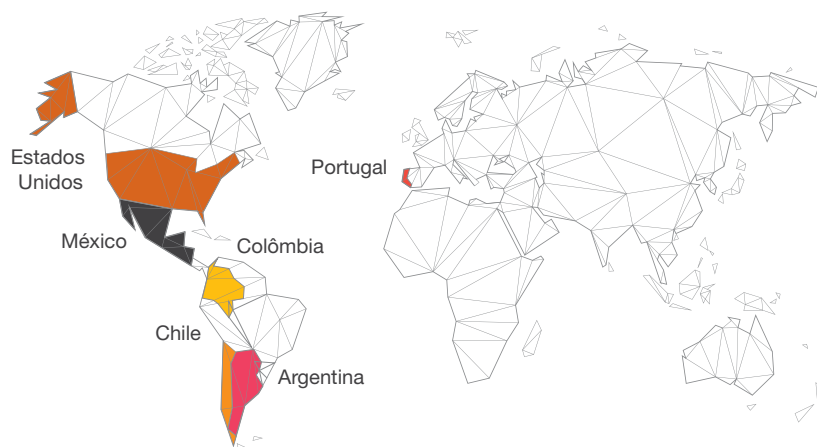 Estados
Unidos
Portugal
México
Colômbia
Chile
Argentina